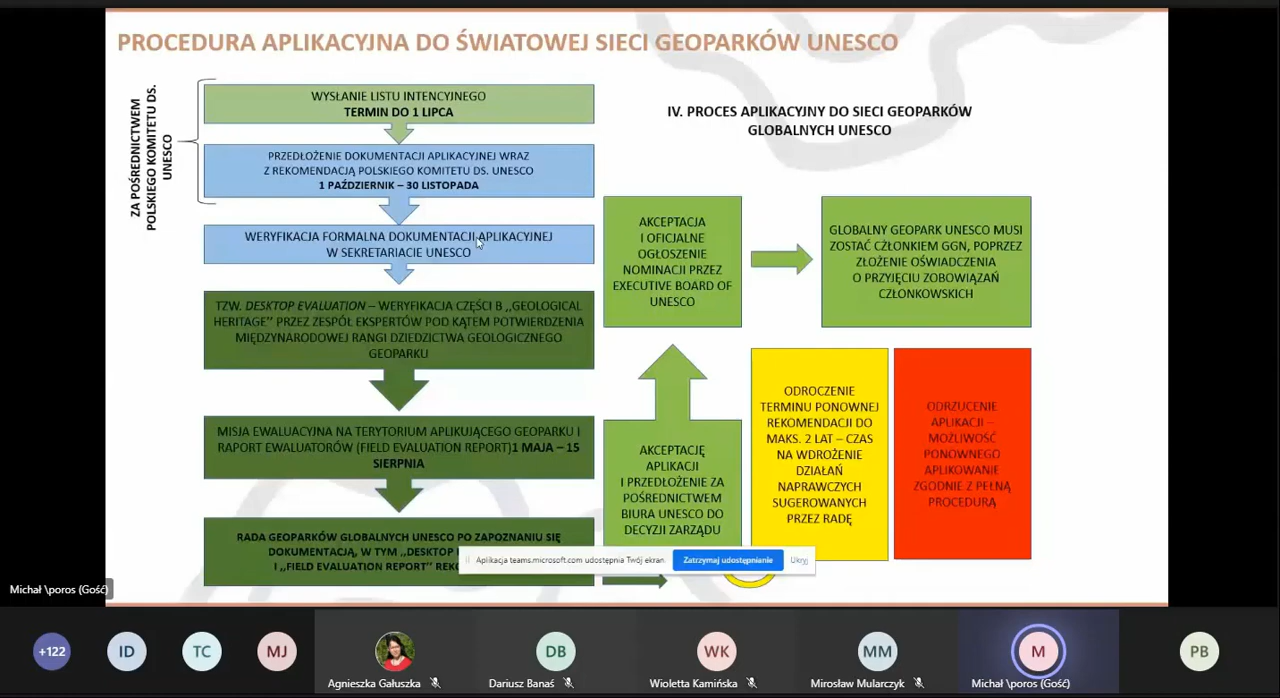 PROCEDURA APLIKACYJNA DO ŚWIATOWEJ SIECI GEOPARKÓW UNESCO
ZA POŚREDNICTWEM
POLSKIEGO KOMITETU DS.
UNESCO
WYSŁANIE LISTU INTENCYJNEGO
TERMIN DO 1 LIPCA
PRZEDŁOŻENIE DOKUMENTACJI APLIKACYJNEJ WRAZ
Z REKOMENDACJĄ POLSKIEGO KOMITETU DS. UNESCO
1 PAŹDZIERNIK – 30 LISTOPADA
WERYFIKACJA FORMALNA DOKUMENTACJI APLIKACYJNEJ
W SEKRETARIACIE UNESCO
TZW. DESKTOP EVALUATION – WERYFIKACJA CZĘŚCI B ,,GEOLOGICAL
HERITAGE'' PRZEZ ZESPÓŁ EKSPERTÓW POD KĄTEM POTWIERDZENIA
MIĘDZYNARODOWEJ RANGI DZIEDZICTWA GEOLOGICZNEGO
GEOPARKU
MISJA EWALUACYJNA NA TERYTORIUM APLIKUJĄCEGO GEOPARKU I
RAPORT EWALUATORÓW (FIELD EVALUATION REPORT)1 MAJA – 15
SIERPNIA
RADA GEOPARKÓW GLOBALNYCH UNESCO PO ZAPOZNANIU SIĘ
DOKUMENTACJĄ, W TYM ,,DESKTOP
I ,,FIELD EVALUATION REPORT''
IV. PROCES APLIKACYJNY DO SIECI GEOPARKÓW
GLOBALNYCH UNESCO
AKCEPTACJA
I OFICJALNE
OGŁOSZENIE
NOMINACJI PRZEZ
EXECUTIVE BOARD OF
UNESCO
GLOBALNY GEOPARK UNESCO MUSI
ZOSTAĆ CZŁONKIEM GGN, POPRZEZ
ZŁOŻENIE OŚWIADCZENIA
O PRZYJĘCIU ZOBOWIĄZAŃ
CZŁONKOWSKICH
AKCEPTACJĘ
APLIKACJI
I PRZEDŁOŻENIE ZA
POŚREDNICTWEM
BIURA UNESCO DO
DECYZJI ZARZĄDU
ODROCZENIE
TERMINU PONOWNEJ
REKOMENDACJI DO
MAKS. 2 LAT – CZAS
NA WDROŻENIE
DZIAŁAŃ
NAPRAWCZYCH
SUGEROWANYCH
PRZEZ RADĘ
ODRZUCENIE
APLIKACJI –
MOŻLIWOŚĆ
PONOWNEGO
APLIKOWANIE
ZGODNIE Z PEŁNĄ
PROCEDURĄ
Aplikacja teams.microsoft.com udostępnia Twój ekran.
Zatrzymaj udostępnianie
Ukryj
Michał \poros (Gość)
+122
ID
TC
MJ
Agnieszka Gałuszka
DB
Dariusz Banaś
WK
Wioletta Kamińska
MM
Mirosław Mularczyk
M
Michał \poros (Gość)
PB